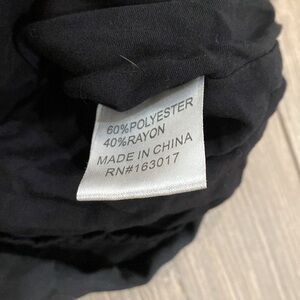 60%POLYESTER
40%RAYON
MADE IN CHINA
RN#163017